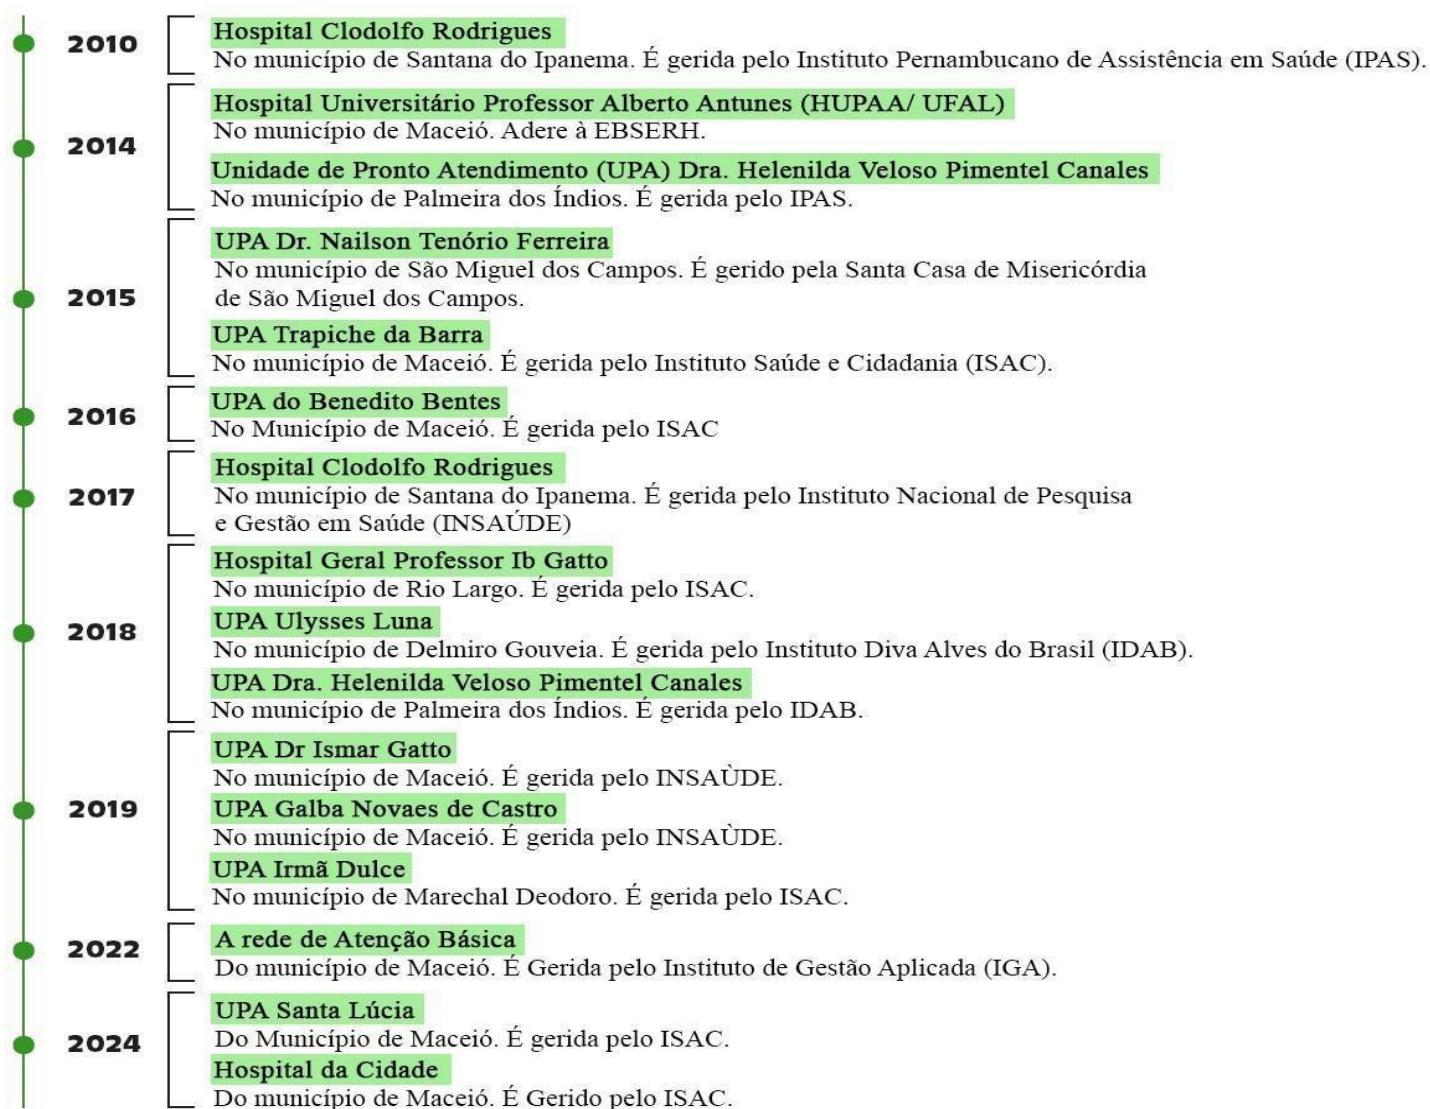 2010
Hospital Clodolfo Rodrigues
No município de Santana do Ipanema. É gerida pelo Instituto Pernambucano de Assistência em Saúde (IPAS).
2014
Hospital Universitário Professor Alberto Antunes (HUPAA/ UFAL)
No município de Maceió. Adere à EBSERH.
Unidade de Pronto Atendimento (UPA) Dra. Helenilda Veloso Pimentel Canales
No município de Palmeira dos Índios. É gerida pelo IPAS.
2015
UPA Dr. Nailson Tenório Ferreira
No município de São Miguel dos Campos. É gerido pela Santa Casa de Misericórdia
de São Miguel dos Campos.
UPA Trapiche da Barra
No município de Maceió. É gerida pelo Instituto Saúde e Cidadania (ISAC).
2016
UPA do Benedito Bentes
No Município de Maceió. É gerida pelo ISAC
2017
Hospital Clodolfo Rodrigues
No município de Santana do Ipanema. É gerida pelo Instituto Nacional de Pesquisa
e Gestão em Saúde (INSAÚDE)
2018
Hospital Geral Professor Ib Gatto
No município de Rio Largo. É gerida pelo ISAC.
UPA Ulysses Luna
No município de Delmiro Gouveia. É gerida pelo Instituto Diva Alves do Brasil (IDAB).
UPA Dra. Helenilda Veloso Pimentel Canales
No município de Palmeira dos Índios. É gerida pelo IDAB.
2019
UPA Dr Ismar Gatto
No município de Maceió. É gerida pelo INSAÙDE.
UPA Galba Novaes de Castro
No município de Maceió. É gerida pelo INSAÙDE.
UPA Irmã Dulce
No município de Marechal Deodoro. É gerida pelo ISAC.
2022
A rede de Atenção Básica
Do município de Maceió. É Gerida pelo Instituto de Gestão Aplicada (IGA).
2024
UPA Santa Lúcia
Do Município de Maceió. É gerida pelo ISAC.
Hospital da Cidade
Do município de Maceió. É Gerido pelo ISAC.